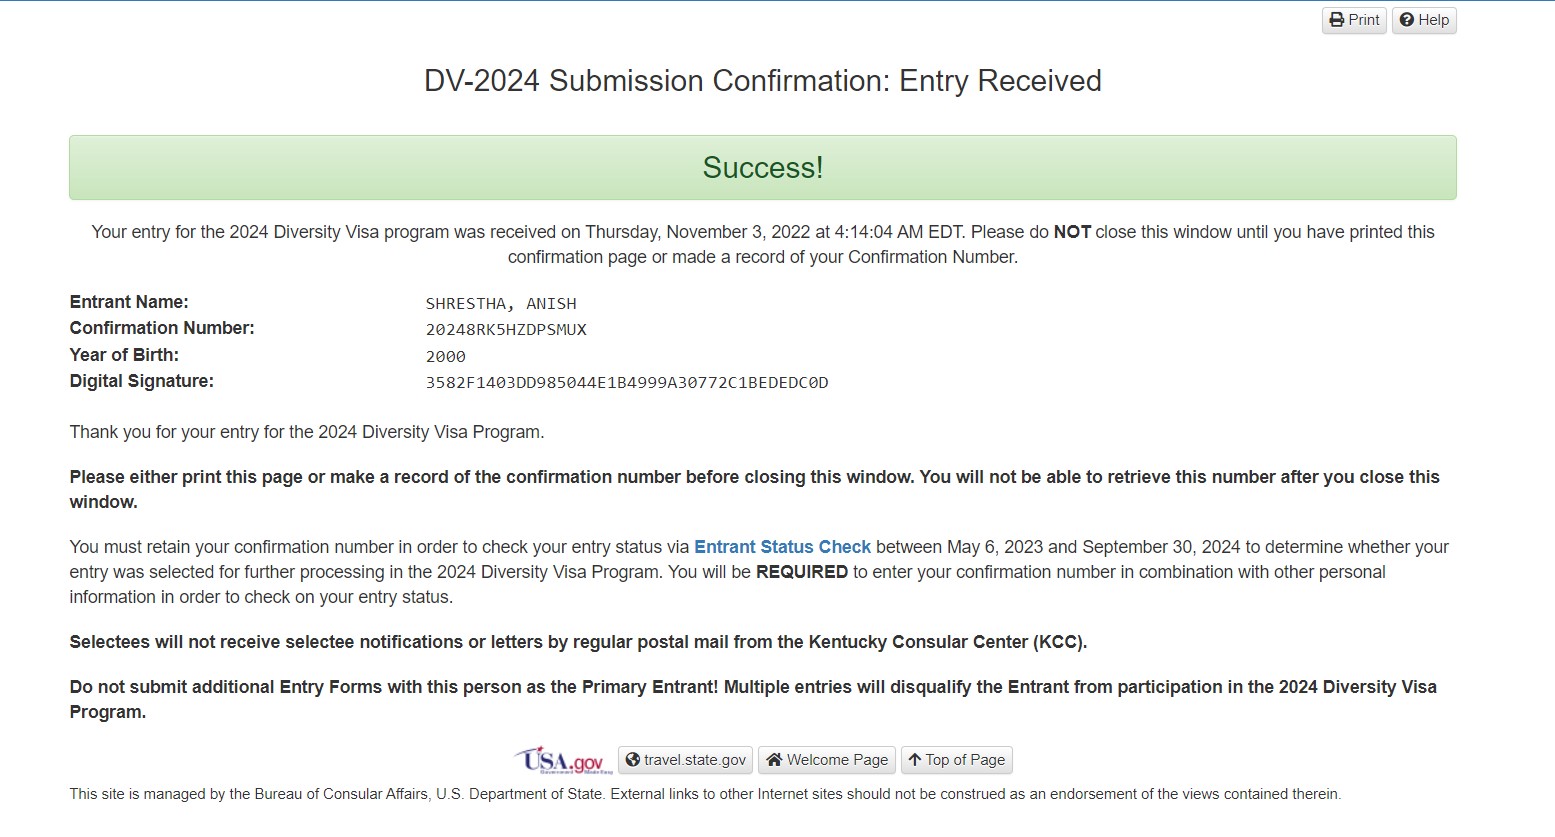 Print Help
DV-2024 Submission Confirmation: Entry Received
Success!
Your entry for the 2024 Diversity Visa program was received on Thursday, November 3, 2022 at 4:14:04 AM EDT. Please do NOT close this window until you have printed this
confirmation page or made a record of your Confirmation Number.
Entrant Name: SHRESTHA, ANISH
Confirmation Number: 20248RK5HZDPSMUX
Year of Birth: 2000
Digital Signature: 3582F1403DD985044E1B4999A30772C1BEDEDC0D
Thank you for your entry for the 2024 Diversity Visa Program.
Please either print this page or make a record of the confirmation number before closing this window. You will not be able to retrieve this number after you close this
window.
You must retain your confirmation number in order to check your entry status via Entrant Status Check between May 6, 2023 and September 30, 2024 to determine whether your
entry was selected for further processing in the 2024 Diversity Visa Program. You will be REQUIRED to enter your confirmation number in combination with other personal
information in order to check on your entry status.
Selectees will not receive selectee notifications or letters by regular postal mail from the Kentucky Consular Center (KCC).
Do not submit additional Entry Forms with this person as the Primary Entrant! Multiple entries will disqualify the Entrant from participation in the 2024 Diversity Visa
Program.
USA.gov travel.state.gov Welcome Page Top of Page
Government Made Easy
This site is managed by the Bureau of Consular Affairs, U.S. Department of State. External links to other Internet sites should not be construed as an endorsement of the views contained therein.